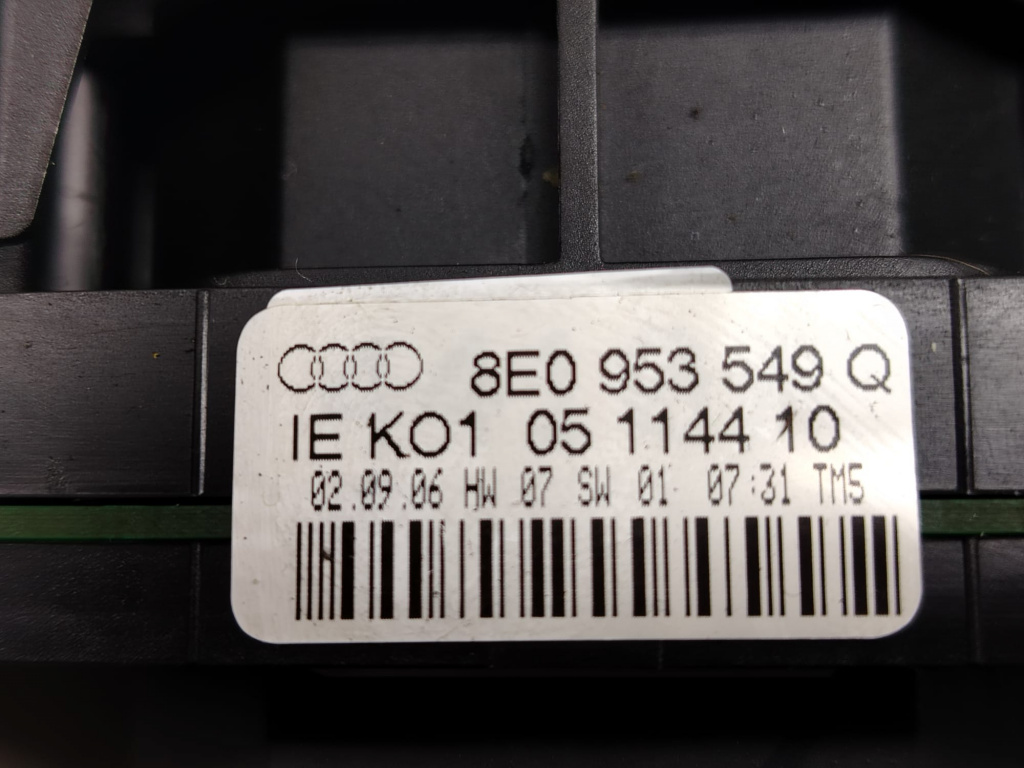 8E0 953 549 Q
IE KO1 05 1144 10
02.09.06 HW 07 SW 01 07:31 TM5